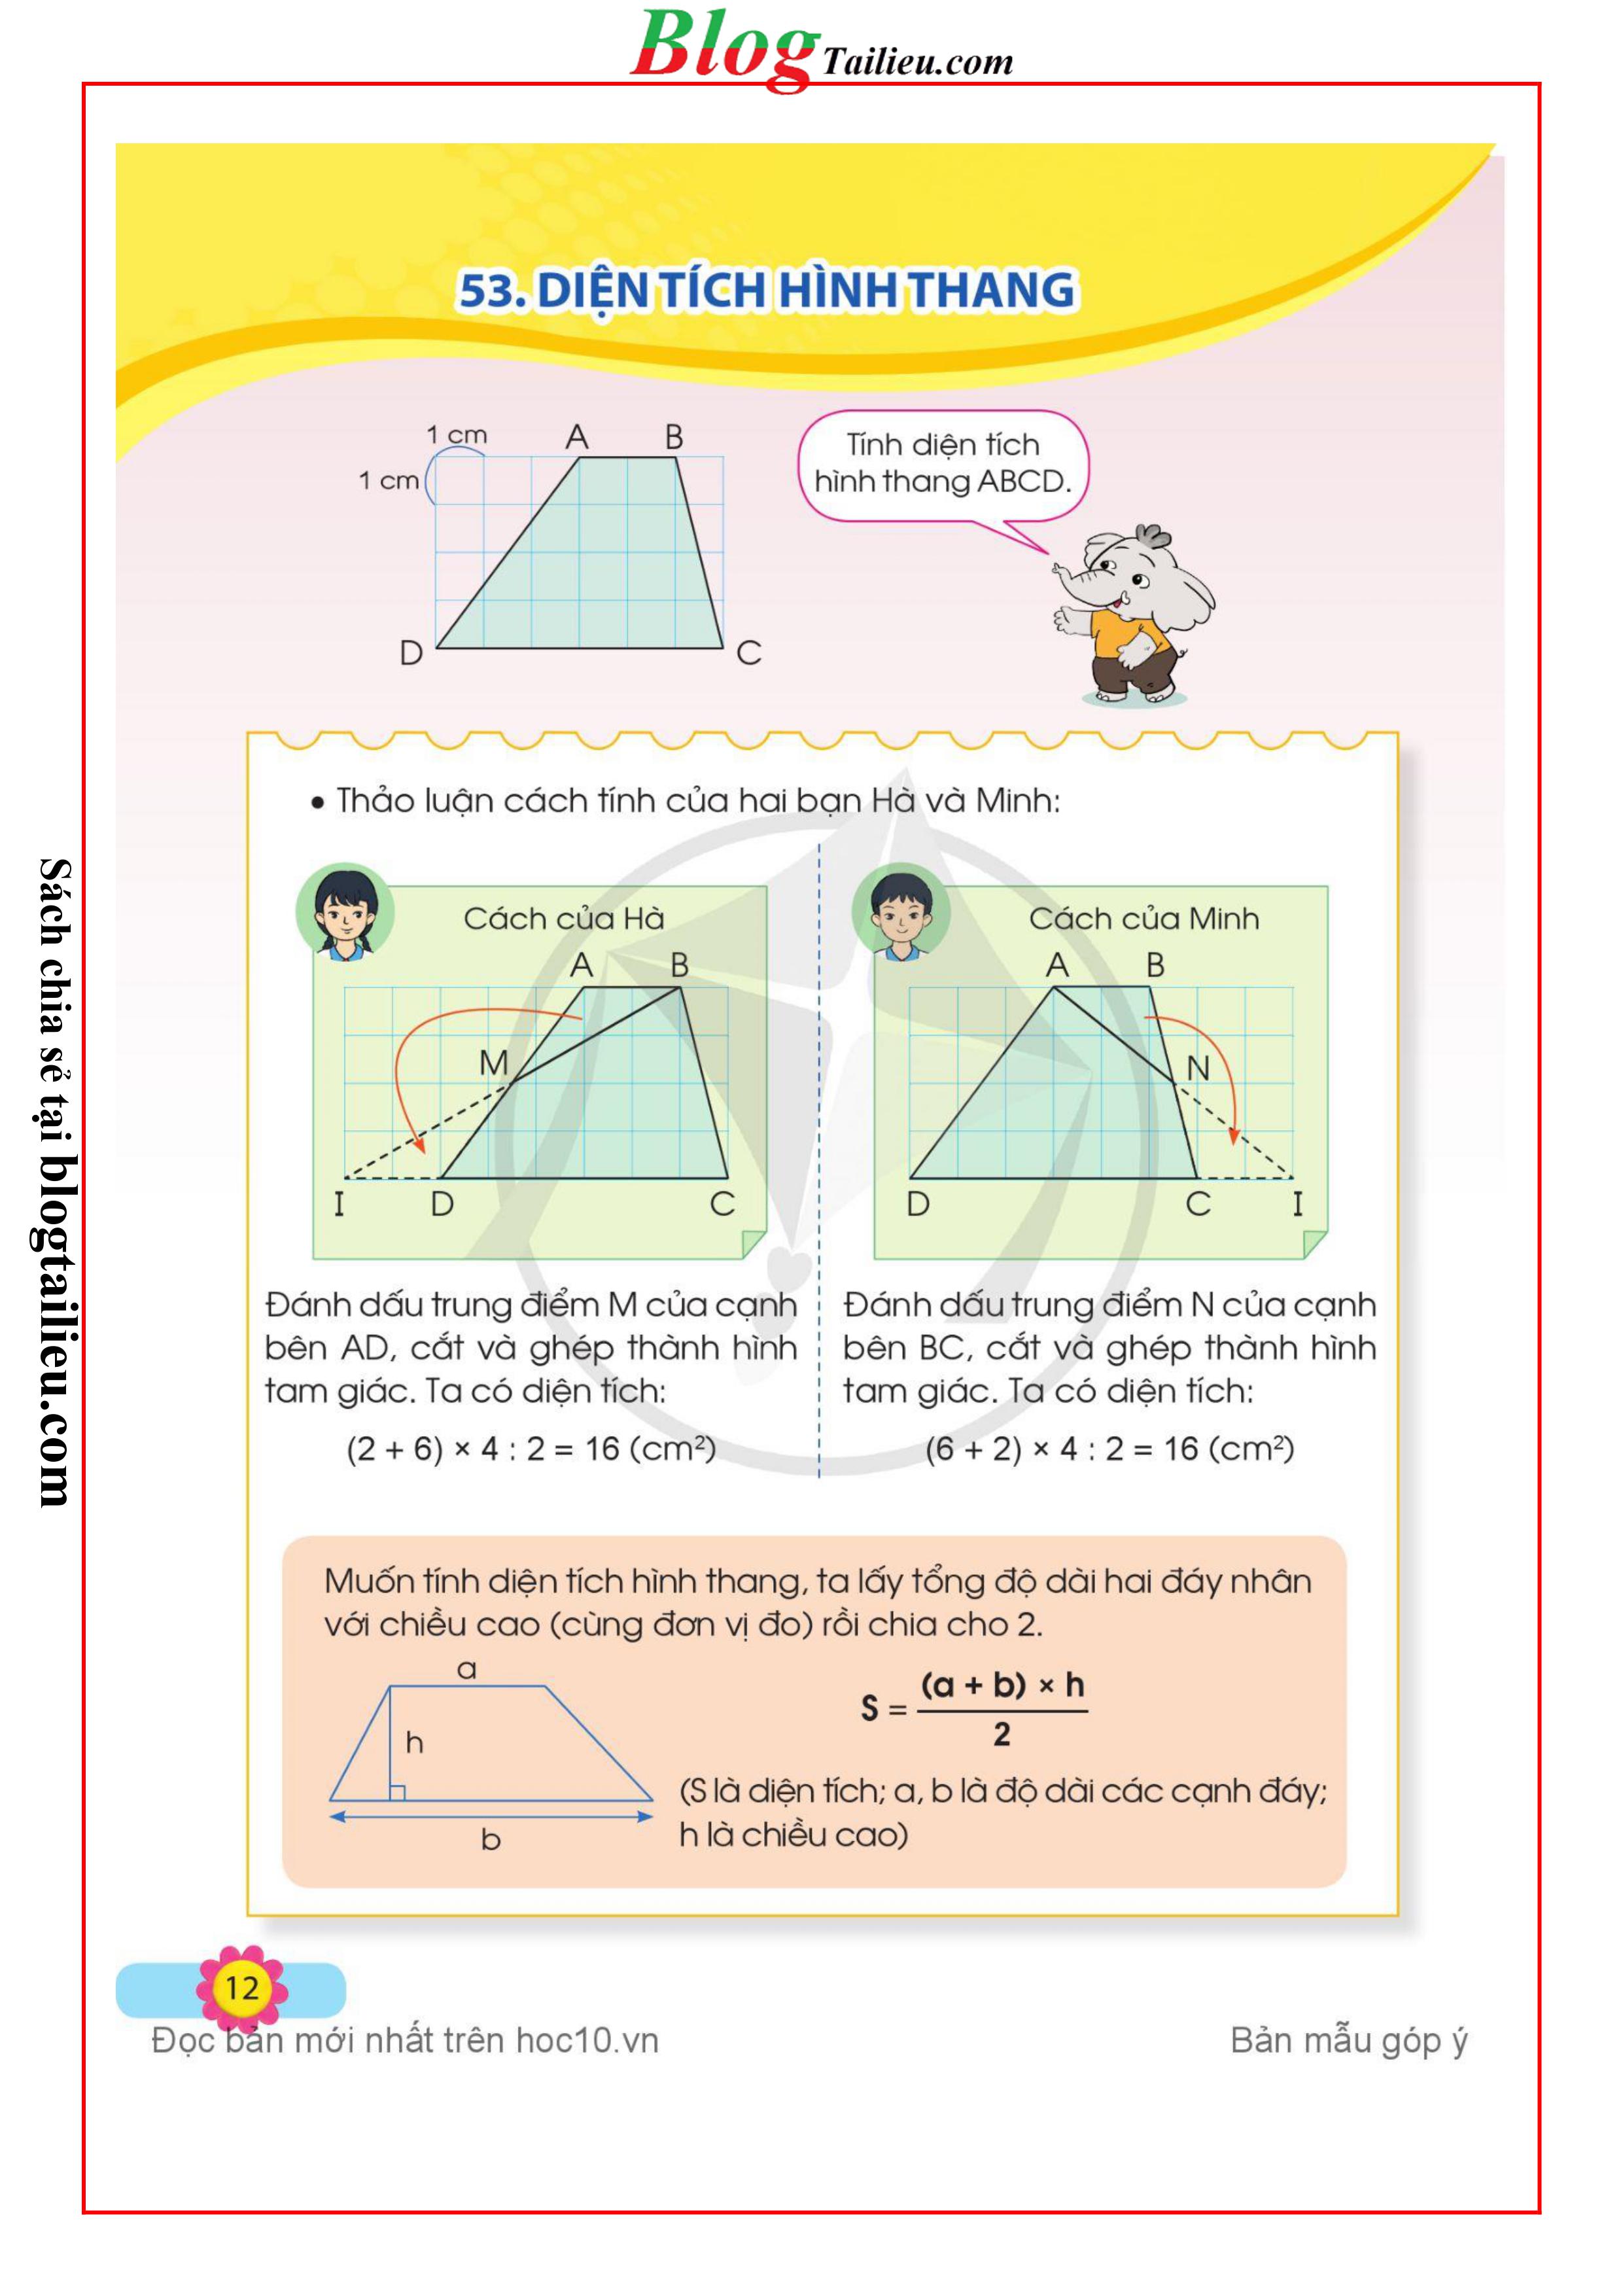 Blog Tailieu.com
53. DIỆN TÍCH HÌNH THANG
1 cm
A
B
1 cm
D
C
Tính diện tích
hình thang ABCD.
• Thảo luận cách tính của hai bạn Hà và Minh:
Cách của Hà
A
B
M
I
D
C
Đánh dấu trung điểm M của cạnh
bên AD, cắt và ghép thành hình
tam giác. Ta có diện tích:
(2 + 6) × 4 : 2 = 16 (cm²)
Cách của Minh
A
B
N
D
C
I
Đánh dấu trung điểm N của cạnh
bên BC, cắt và ghép thành hình
tam giác. Ta có diện tích:
(6 + 2) × 4 : 2 = 16 (cm²)
Muốn tính diện tích hình thang, ta lấy tổng độ dài hai đáy nhân
với chiều cao (cùng đơn vị đo) rồi chia cho 2.
a
h
b
S = (a + b) × h / 2
(S là diện tích; a, b là độ dài các cạnh đáy;
h là chiều cao)
12
Đọc bản mới nhất trên hoc10.vn
Bản mẫu góp ý
Sách chia sẻ tại blogtailieu.com